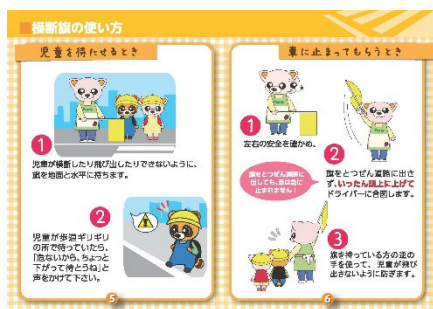 ■横断旗の使い方
児童を待たせるとき
1
児童が横断したり飛び出したりできないように、
旗を地面と水平に持ちます。
2
児童が歩道ギリギリ
の所で待っていたら、
「危ないから、ちょっと
下がって待とうね」と
声をかけて下さい。
5
車に止まってもらうとき
1
左右の安全を確かめ、
2
旗をとつぜん道路に出さ
ず、いったん頭上に上げて
ドライバーに合図します。
旗をとつぜん道路に
出しても、車は急に
止まれません!
3
旗を持っている方の逆の
手を使って、児童が飛び
出さないように防ぎます。
6